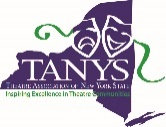 TANYS
Theatre Association of New York State
Inspiring Excellence in Theatre Communities